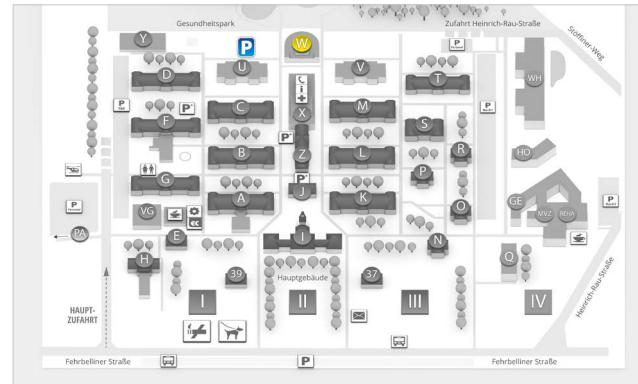 Gesundheitspark
Zufahrt Heinrich-Rau-Straße
Stöffiner-Weg
Y
P
W
P
D
U
V
T
WH
P
P
C
X
M
F
S
Z
HO
B
L
R
P
G
P
A
J
K
GE
P
VG
O
MVZ
REHA
PA
E
I
N
H
Q
39
Hauptgebäude
37
HAUPT-
ZUFAHRT
I
II
III
IV
Heinrich-Rau-Straße
Fehrbelliner Straße
P
Fehrbelliner Straße